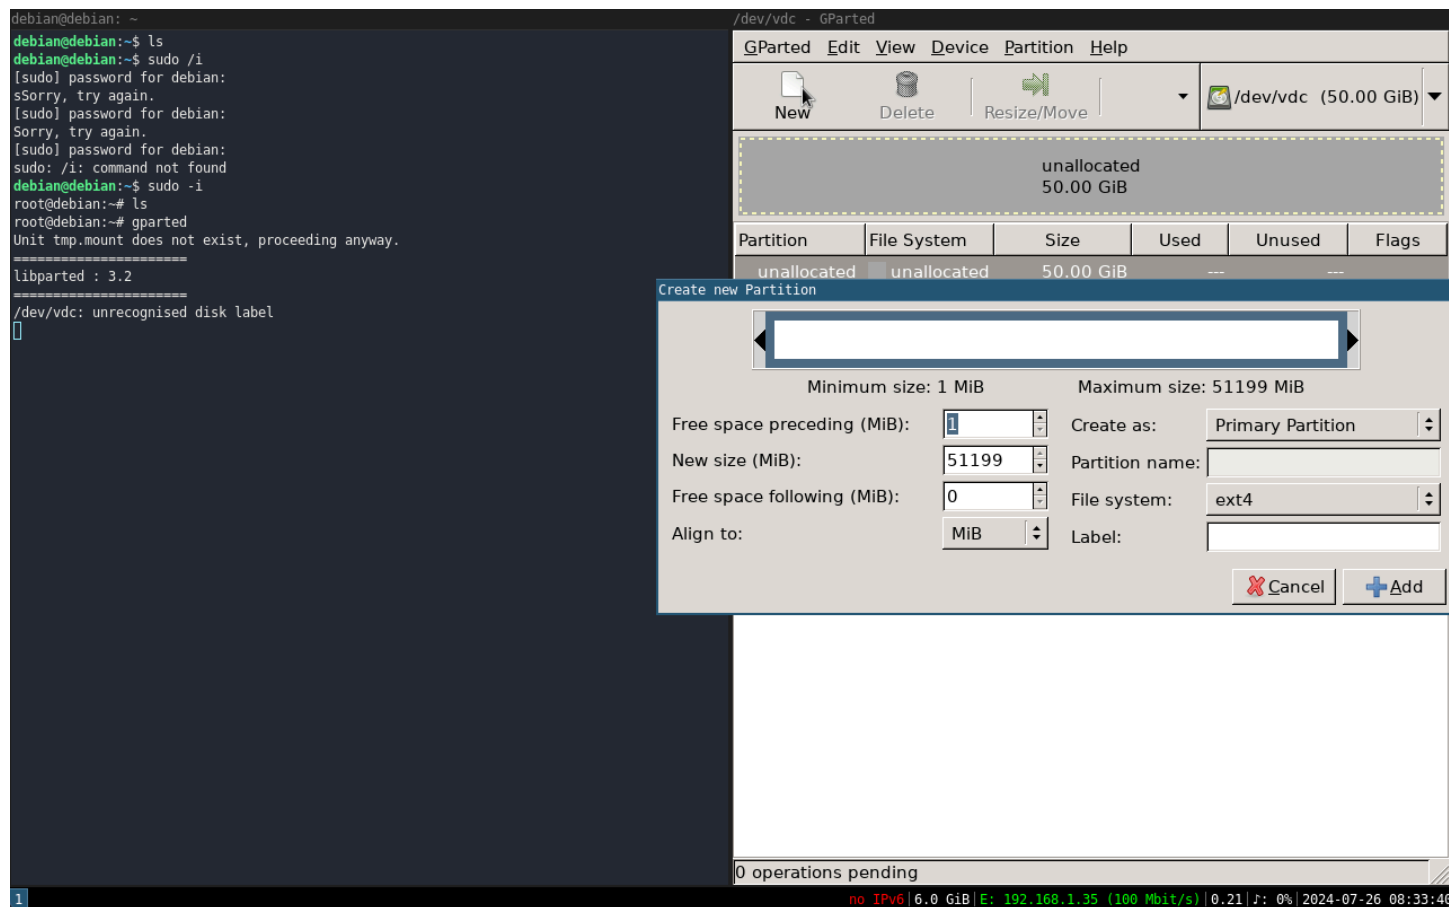 debian@debian: ~
debian@debian:~$ ls
debian@debian:~$ sudo /i
[sudo] password for debian:
sSorry, try again.
[sudo] password for debian:
Sorry, try again.
[sudo] password for debian:
sudo: /i: command not found
debian@debian:~$ sudo -i
root@debian:~# ls
root@debian:~# gparted
Unit tmp.mount does not exist, proceeding anyway.
======================
libparted : 3.2
======================
/dev/vdc: unrecognised disk label
/dev/vdc - GParted
GParted Edit View Device Partition Help
New Delete Resize/Move /dev/vdc (50.00 GiB)
unallocated
50.00 GiB
Partition File System Size Used Unused Flags
unallocated unallocated 50.00 GiB --- ---
Create new Partition
Minimum size: 1 MiB Maximum size: 51199 MiB
Free space preceding (MiB): 1 Create as: Primary Partition
New size (MiB): 51199 Partition name:
Free space following (MiB): 0 File system: ext4
Align to: MiB Label:
Cancel Add
0 operations pending
1 no IPv6|6.0 GiB|E: 192.168.1.35 (100 Mbit/s)|0.21|♪: 0%|2024-07-26 08:33:40